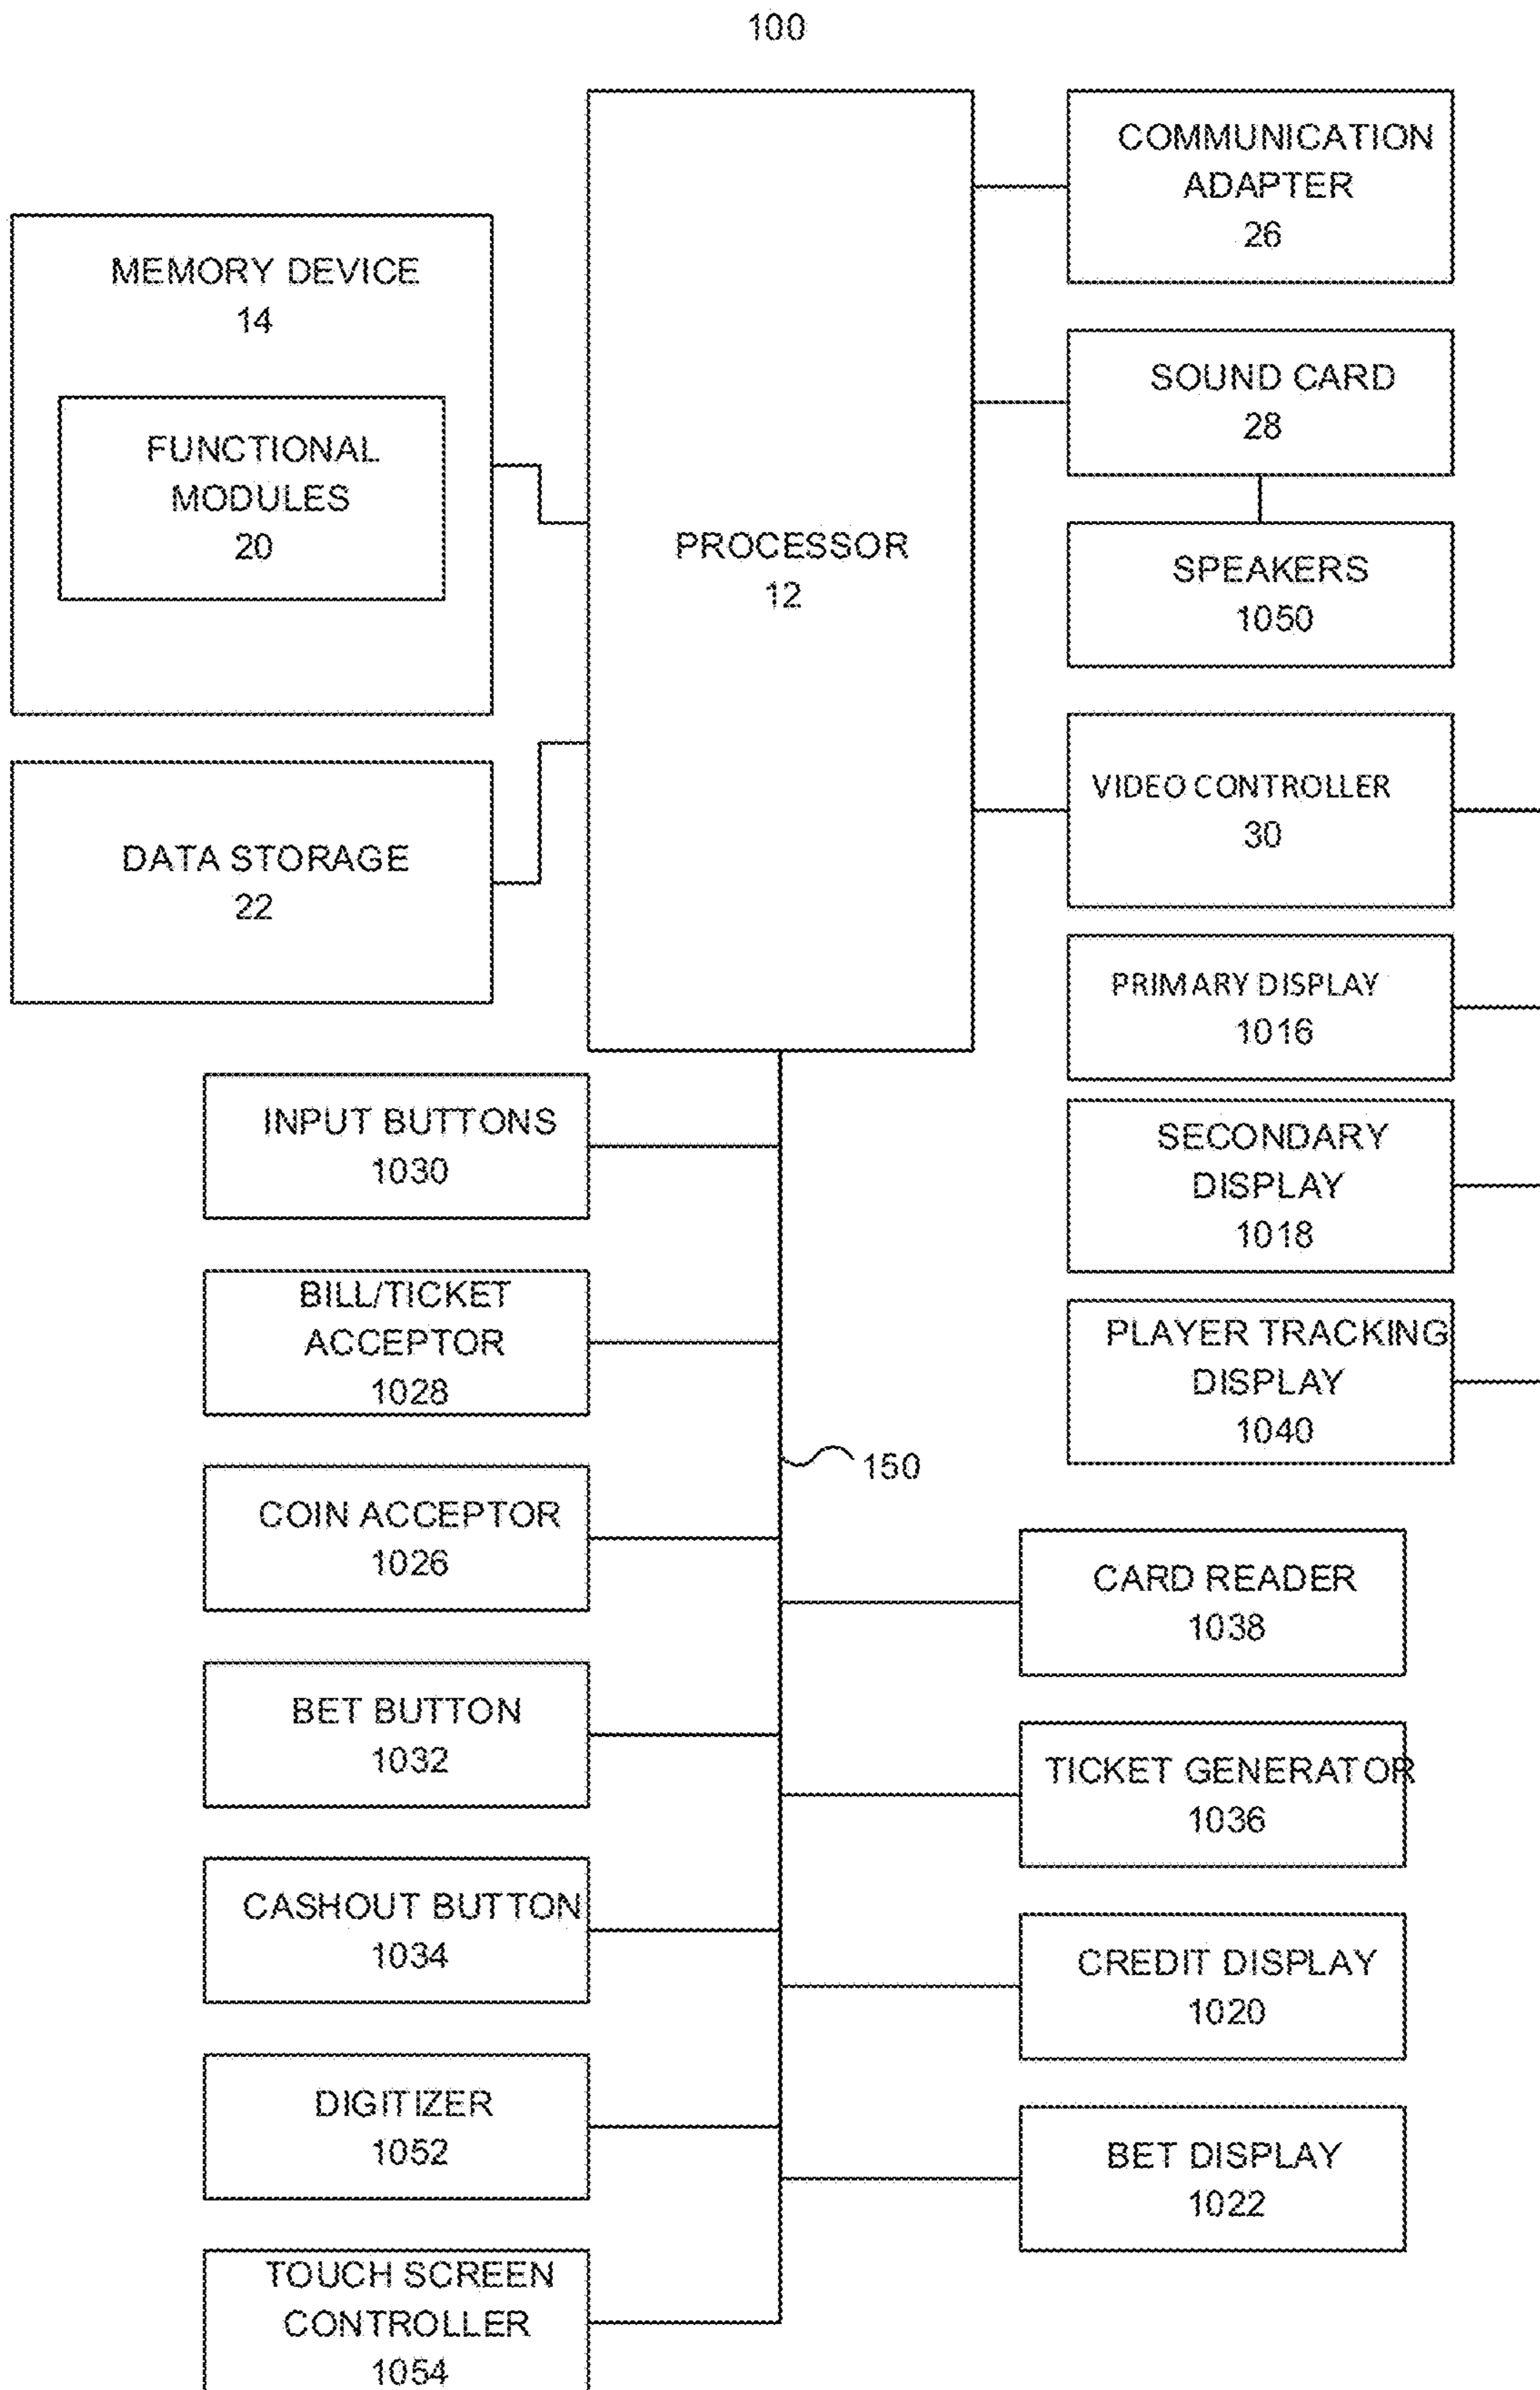 100
COMMUNICATION
ADAPTER
26
MEMORY DEVICE
14
FUNCTIONAL
MODULES
20
SOUND CARD
28
PROCESSOR
12
SPEAKERS
1050
VIDEO CONTROLLER
30
DATA STORAGE
22
PRIMARY DISPLAY
1016
INPUT BUTTONS
1030
SECONDARY
DISPLAY
1018
BILL/TICKET
ACCEPTOR
1028
PLAYER TRACKING
DISPLAY
1040
150
COIN ACCEPTOR
1026
CARD READER
1038
BET BUTTON
1032
TICKET GENERATOR
1036
CASHOUT BUTTON
1034
CREDIT DISPLAY
1020
DIGITIZER
1052
BET DISPLAY
1022
TOUCH SCREEN
CONTROLLER
1054